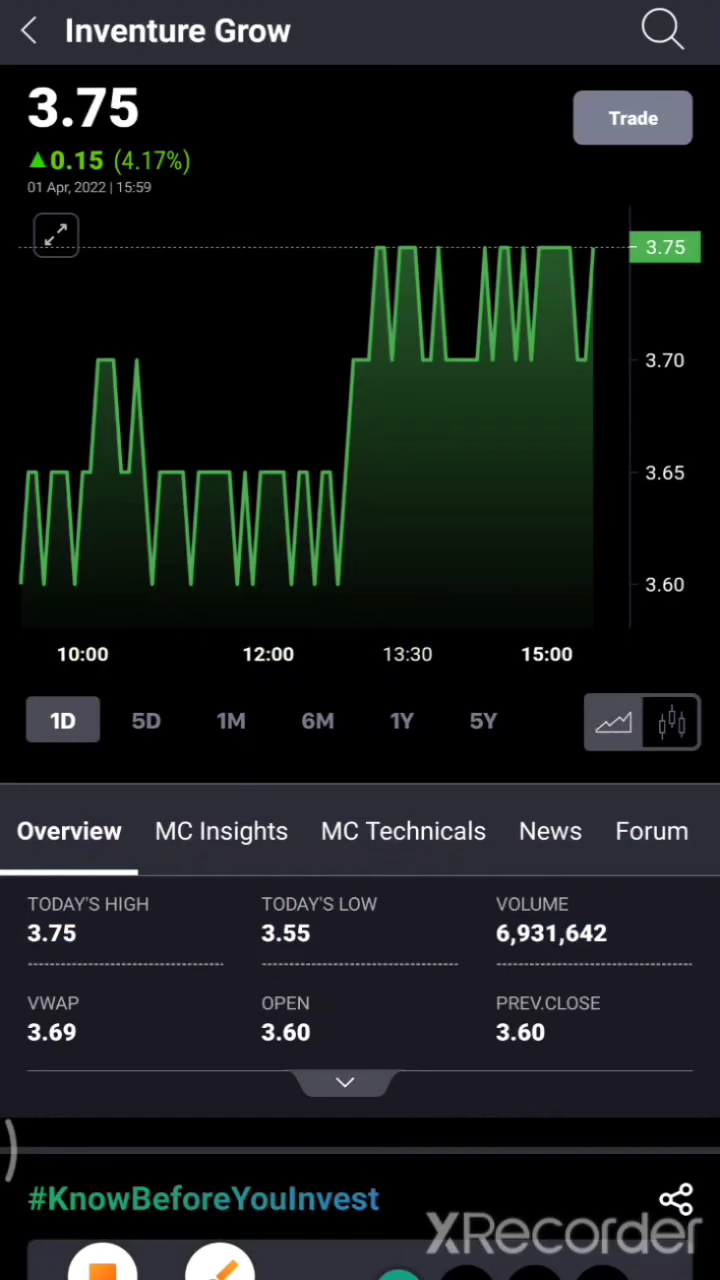 Inventure Grow
3.75
Trade
▲0.15 (4.17%)
01 Apr, 2022 | 15:59
3.75
3.70
3.65
3.60
10:00 12:00 13:30 15:00
1D 5D 1M 6M 1Y 5Y
Overview MC Insights MC Technicals News Forum
TODAY'S HIGH TODAY'S LOW VOLUME
3.75 3.55 6,931,642
VWAP OPEN PREV.CLOSE
3.69 3.60 3.60
#KnowBeforeYouInvest
XRecorder